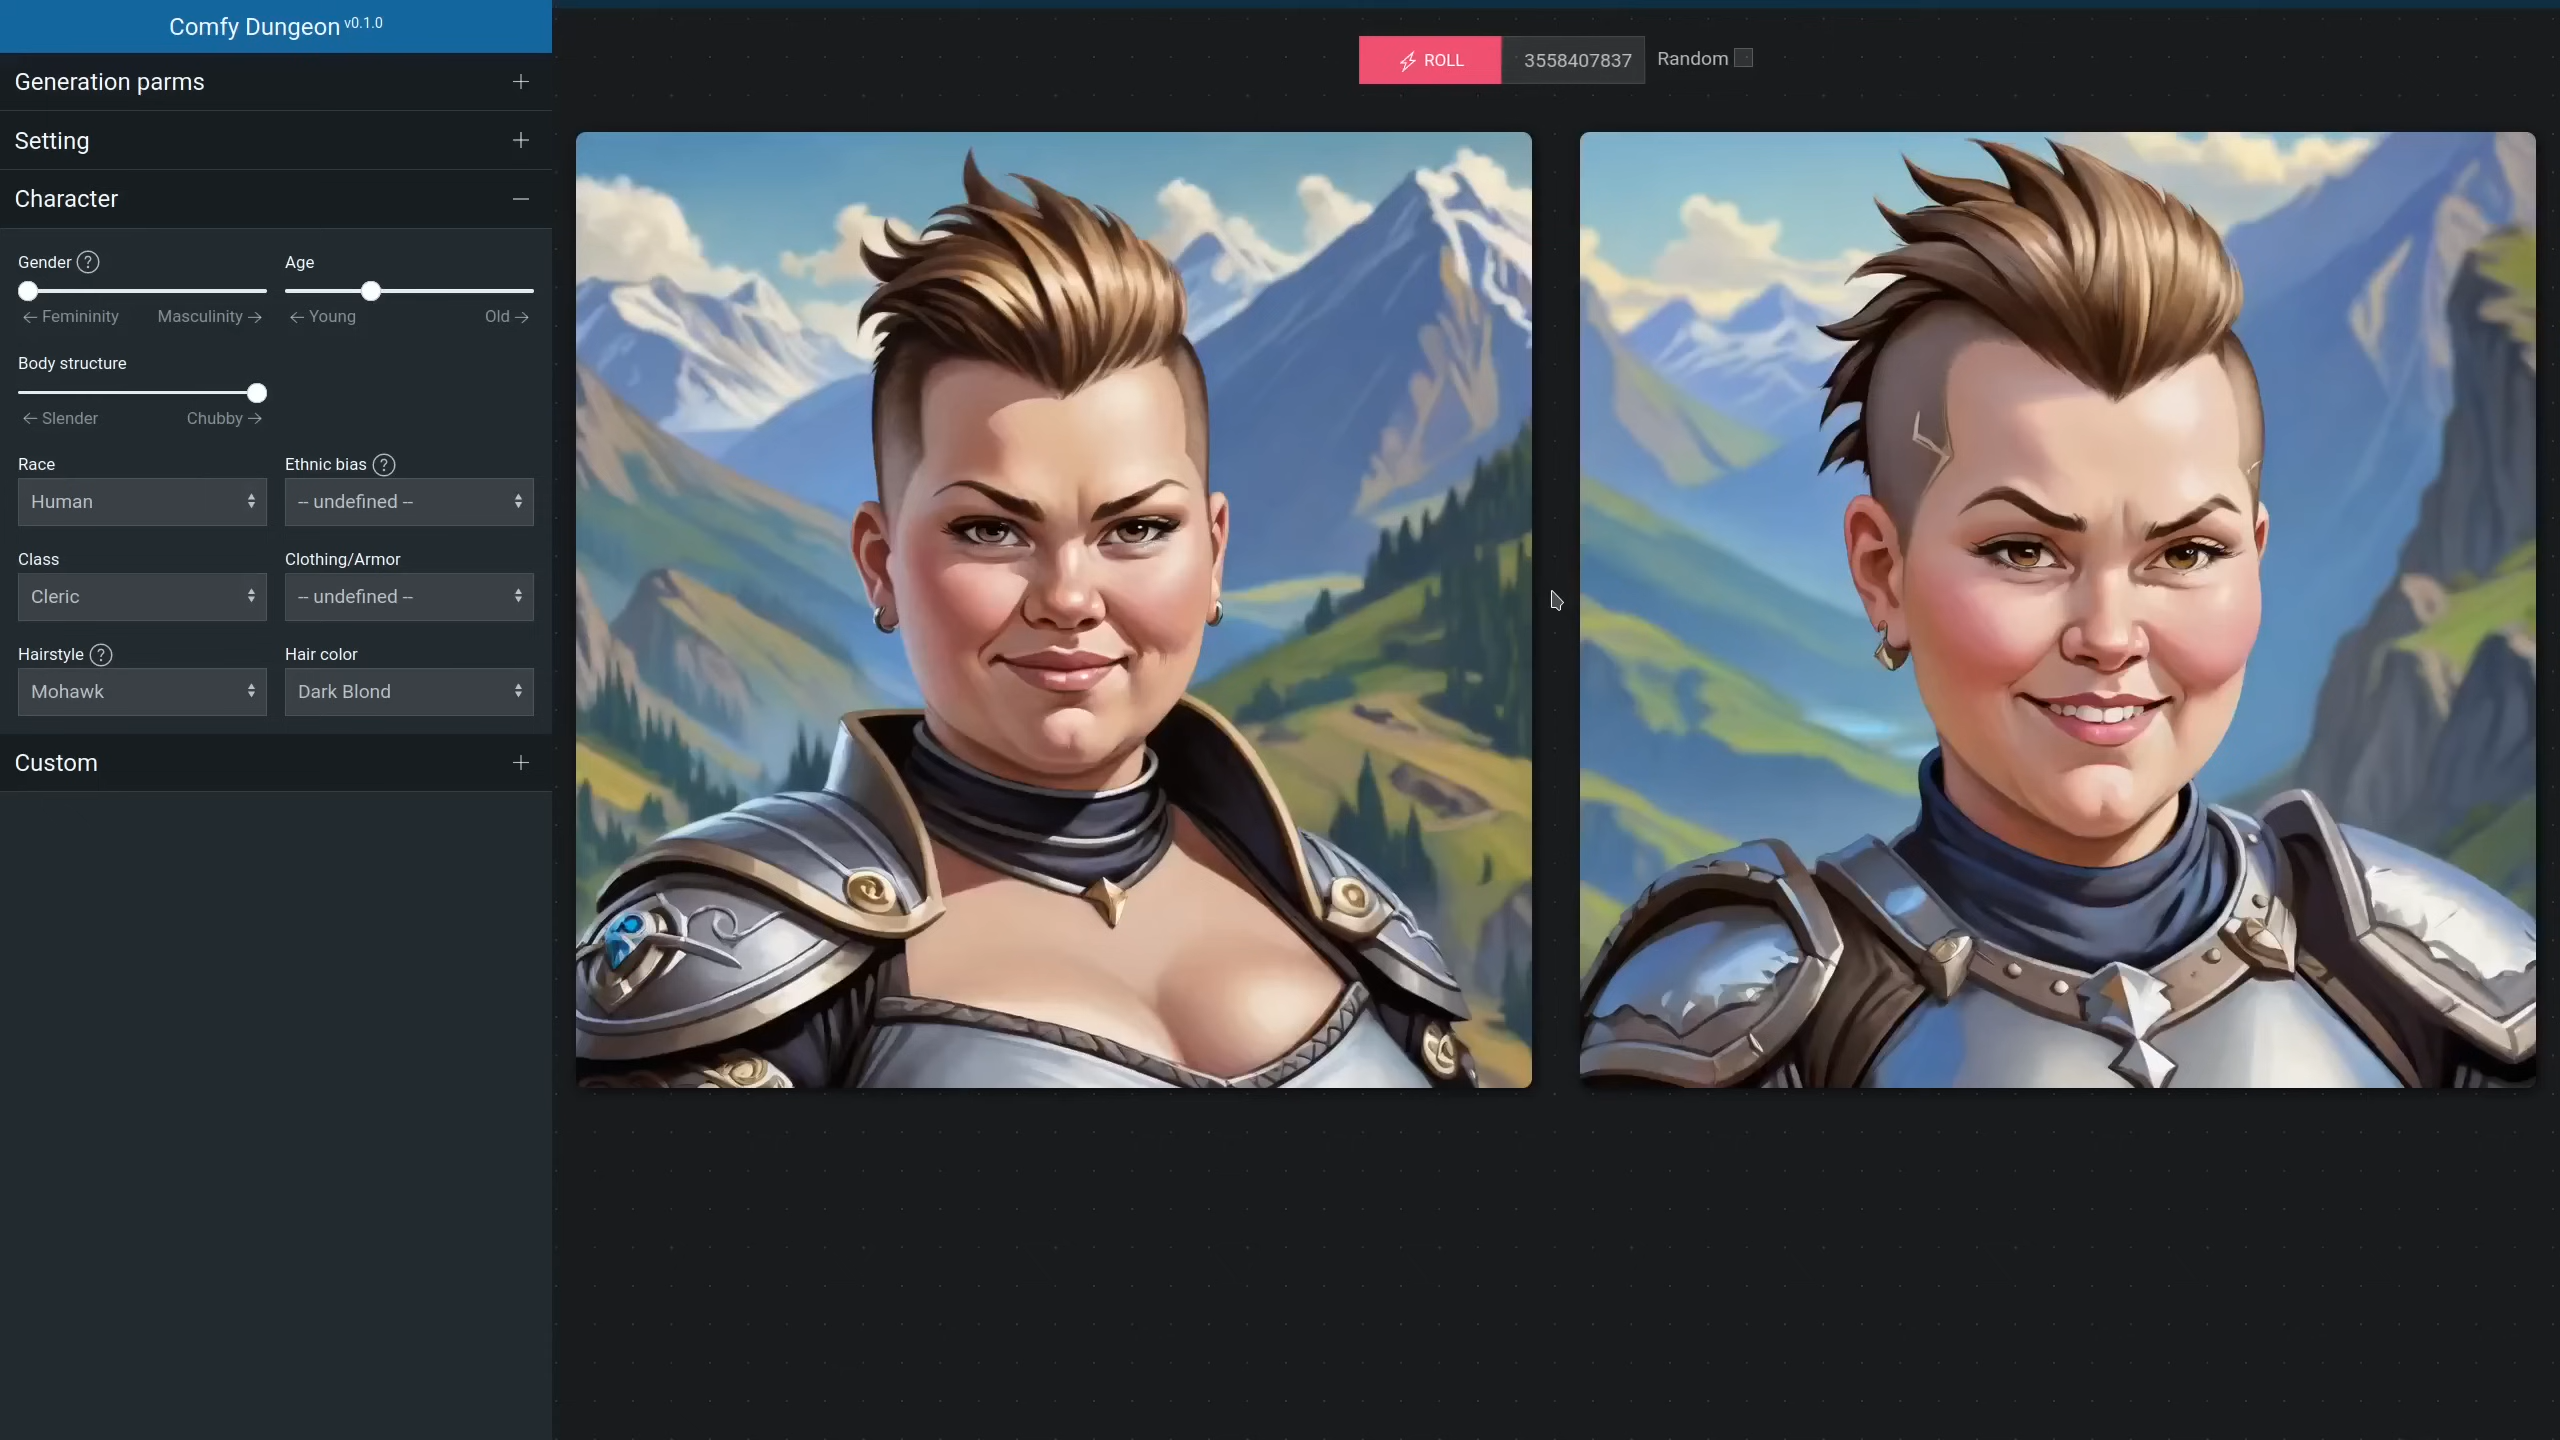 Comfy Dungeon v0.1.0
Generation parms
Setting
Character
Gender ?
Age
← Femininity Masculinity →
← Young Old →
Body structure
← Slender Chubby →
Race
Ethnic bias ?
Human
-- undefined --
Class
Clothing/Armor
Cleric
-- undefined --
Hairstyle ?
Hair color
Mohawk
Dark Blond
Custom
ROLL
3558407837
Random